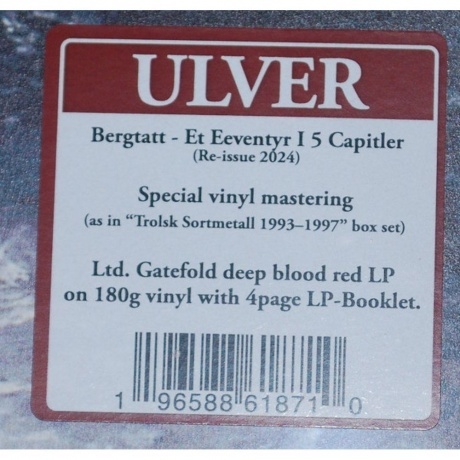 ULVER
Bergtatt - Et Eeventyr I 5 Capitler
(Re-issue 2024)
Special vinyl mastering
(as in “Trolsk Sortmetall 1993–1997” box set)
Ltd. Gatefold deep blood red LP
on 180g vinyl with 4page LP-Booklet.
1 96588 61871 0